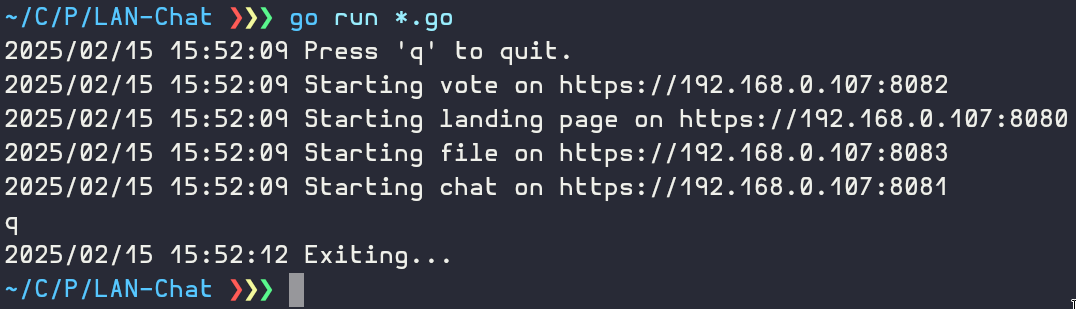 ~/C/P/LAN-Chat ❯❯❯ go run *.go
2025/02/15 15:52:09 Press 'q' to quit.
2025/02/15 15:52:09 Starting vote on https://192.168.0.107:8082
2025/02/15 15:52:09 Starting landing page on https://192.168.0.107:8080
2025/02/15 15:52:09 Starting file on https://192.168.0.107:8083
2025/02/15 15:52:09 Starting chat on https://192.168.0.107:8081
q
2025/02/15 15:52:12 Exiting...
~/C/P/LAN-Chat ❯❯❯